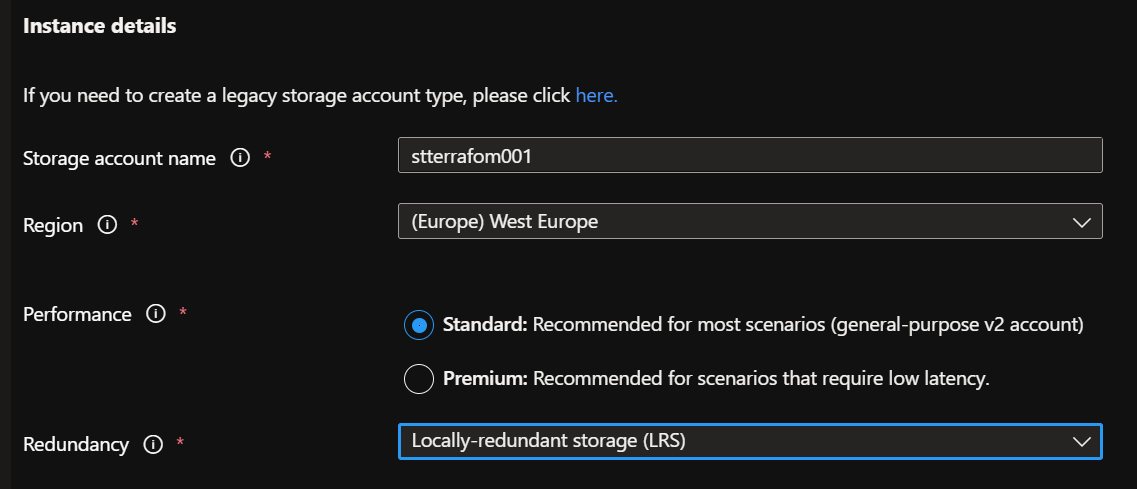 Instance details
If you need to create a legacy storage account type, please click here.
Storage account name * stterrafom001
Region * (Europe) West Europe
Performance * Standard: Recommended for most scenarios (general-purpose v2 account)
Premium: Recommended for scenarios that require low latency.
Redundancy * Locally-redundant storage (LRS)